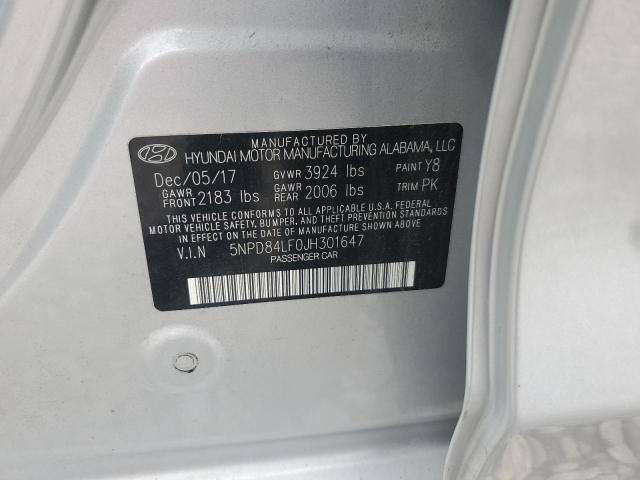 MANUFACTURED BY
HYUNDAI MOTOR MANUFACTURING ALABAMA, LLC
Dec/05/17 GVWR 3924 lbs PAINT Y8
GAWR FRONT 2183 lbs GAWR REAR 2006 lbs TRIM PK
THIS VEHICLE CONFORMS TO ALL APPLICABLE U.S.A. FEDERAL
MOTOR VEHICLE SAFETY, BUMPER, AND THEFT PREVENTION STANDARDS
IN EFFECT ON THE DATE OF MANUFACTURE SHOWN ABOVE.
V.I.N 5NPD84LF0JH301647
PASSENGER CAR